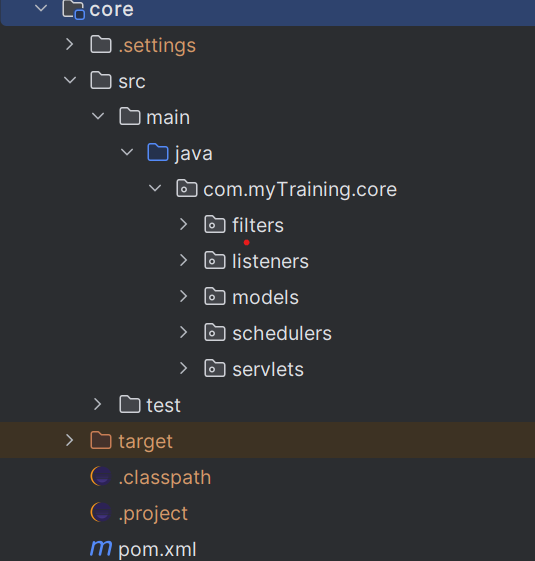 core
.settings
src
main
java
com.myTraining.core
filters
listeners
models
schedulers
servlets
test
target
.classpath
.project
m pom.xml